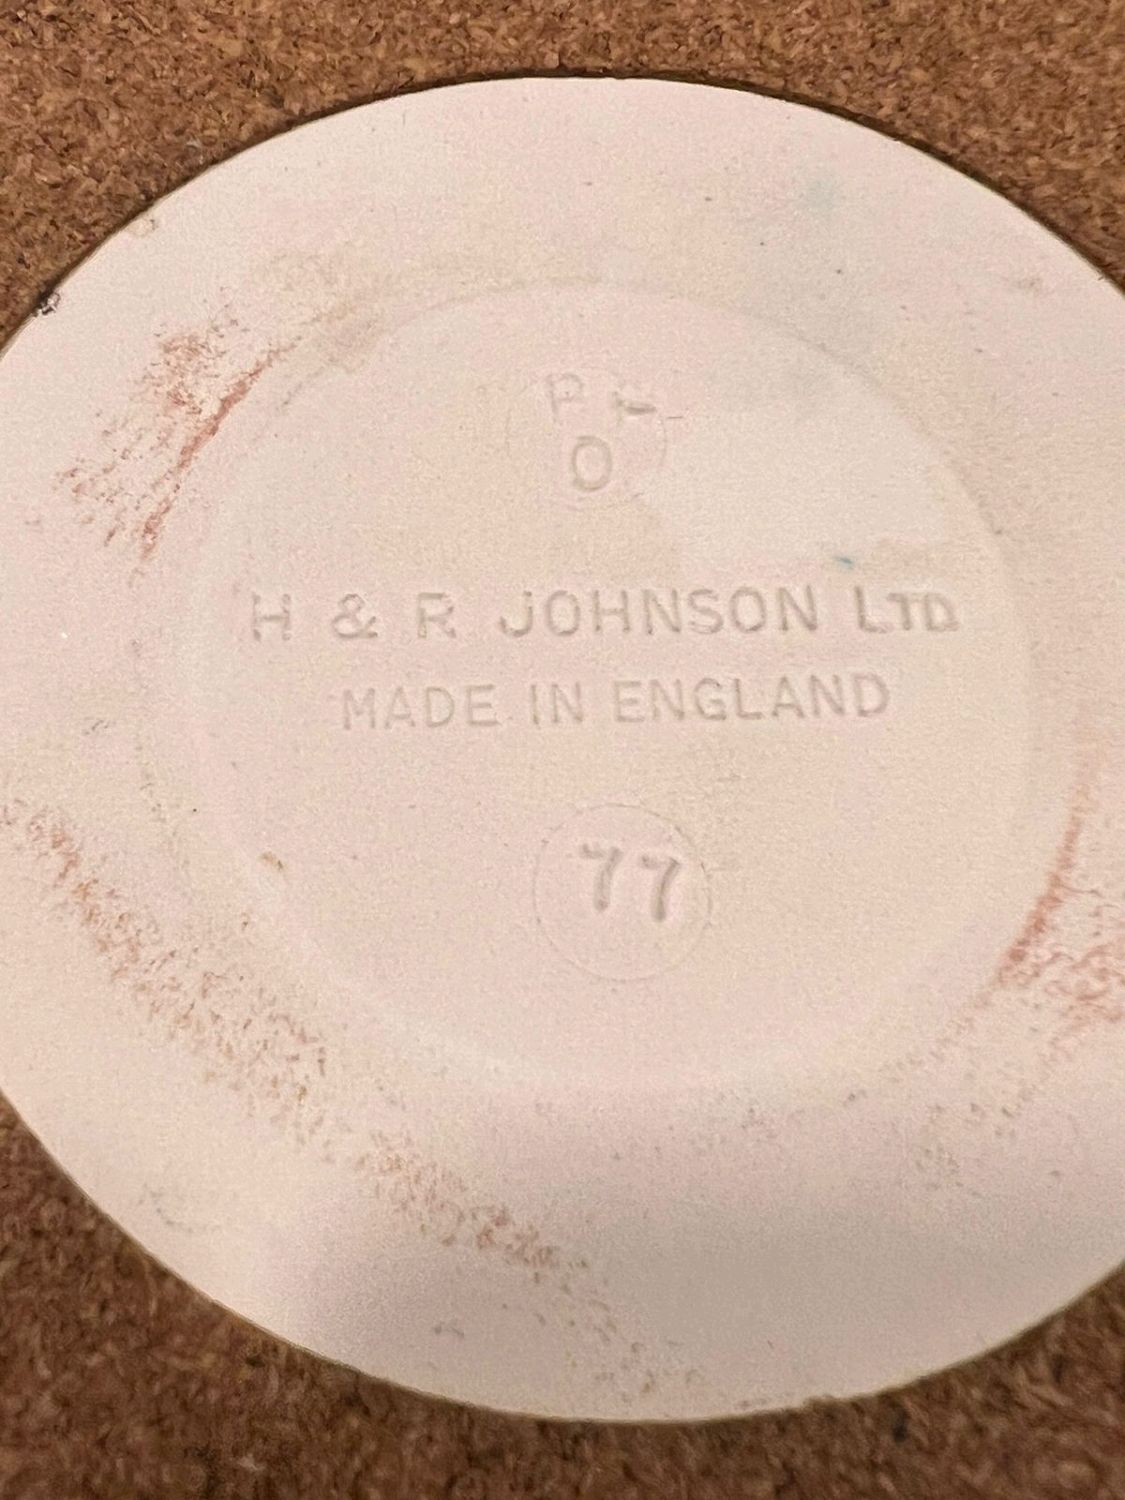 O
H & R JOHNSON LTD
MADE IN ENGLAND
77